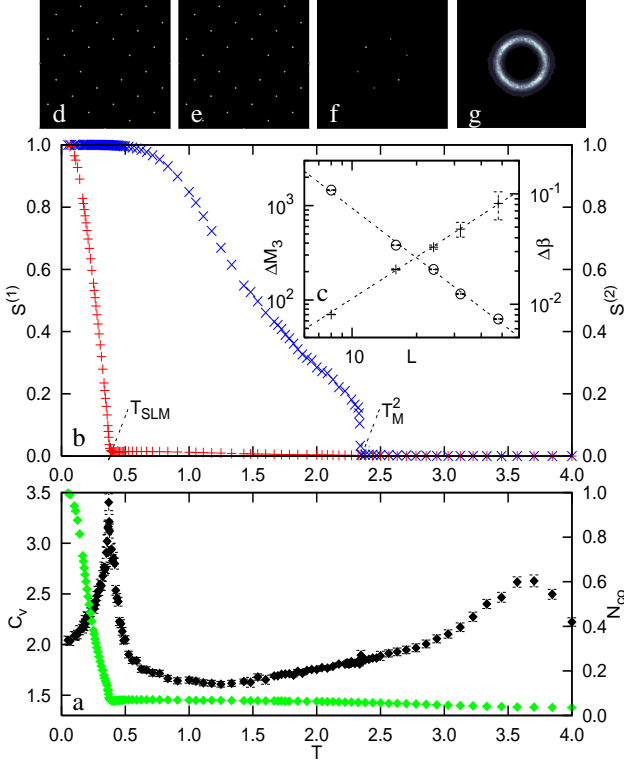 d e f g
1.0 1.0
0.8 0.8
0.6 0.6
0.4 0.4
0.2 0.2
0.0 0.0
S(1)
S(2)
b
T_SLM
T_M^2
0.0 0.5 1.0 1.5 2.0 2.5 3.0 3.5 4.0
10^3
10^2
ΔM_3
10^-1
10^-2
Δβ
c
10 L
3.5 1.0
3.0 0.8
2.5 0.6
2.0 0.4
1.5 0.2
0.0
C_v
N_co
a
0.0 0.5 1.0 1.5 2.0 2.5 3.0 3.5 4.0
T